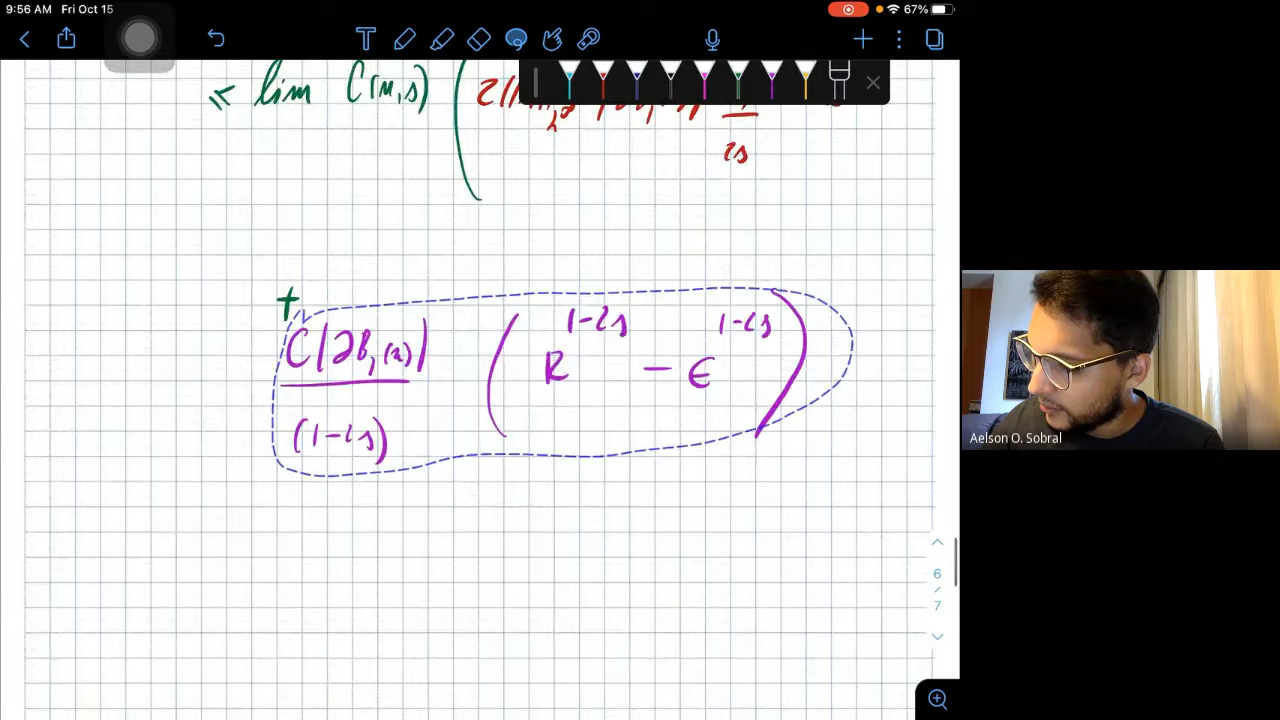 9:56 AM Fri Oct 15
67%
≤ lim C(n,s) (
2s
+
C|∂B₁(x)| / (1-2s) ( R^{1-2s} - ϵ^{1-2s} )
Aelson O. Sobral
6
/
7